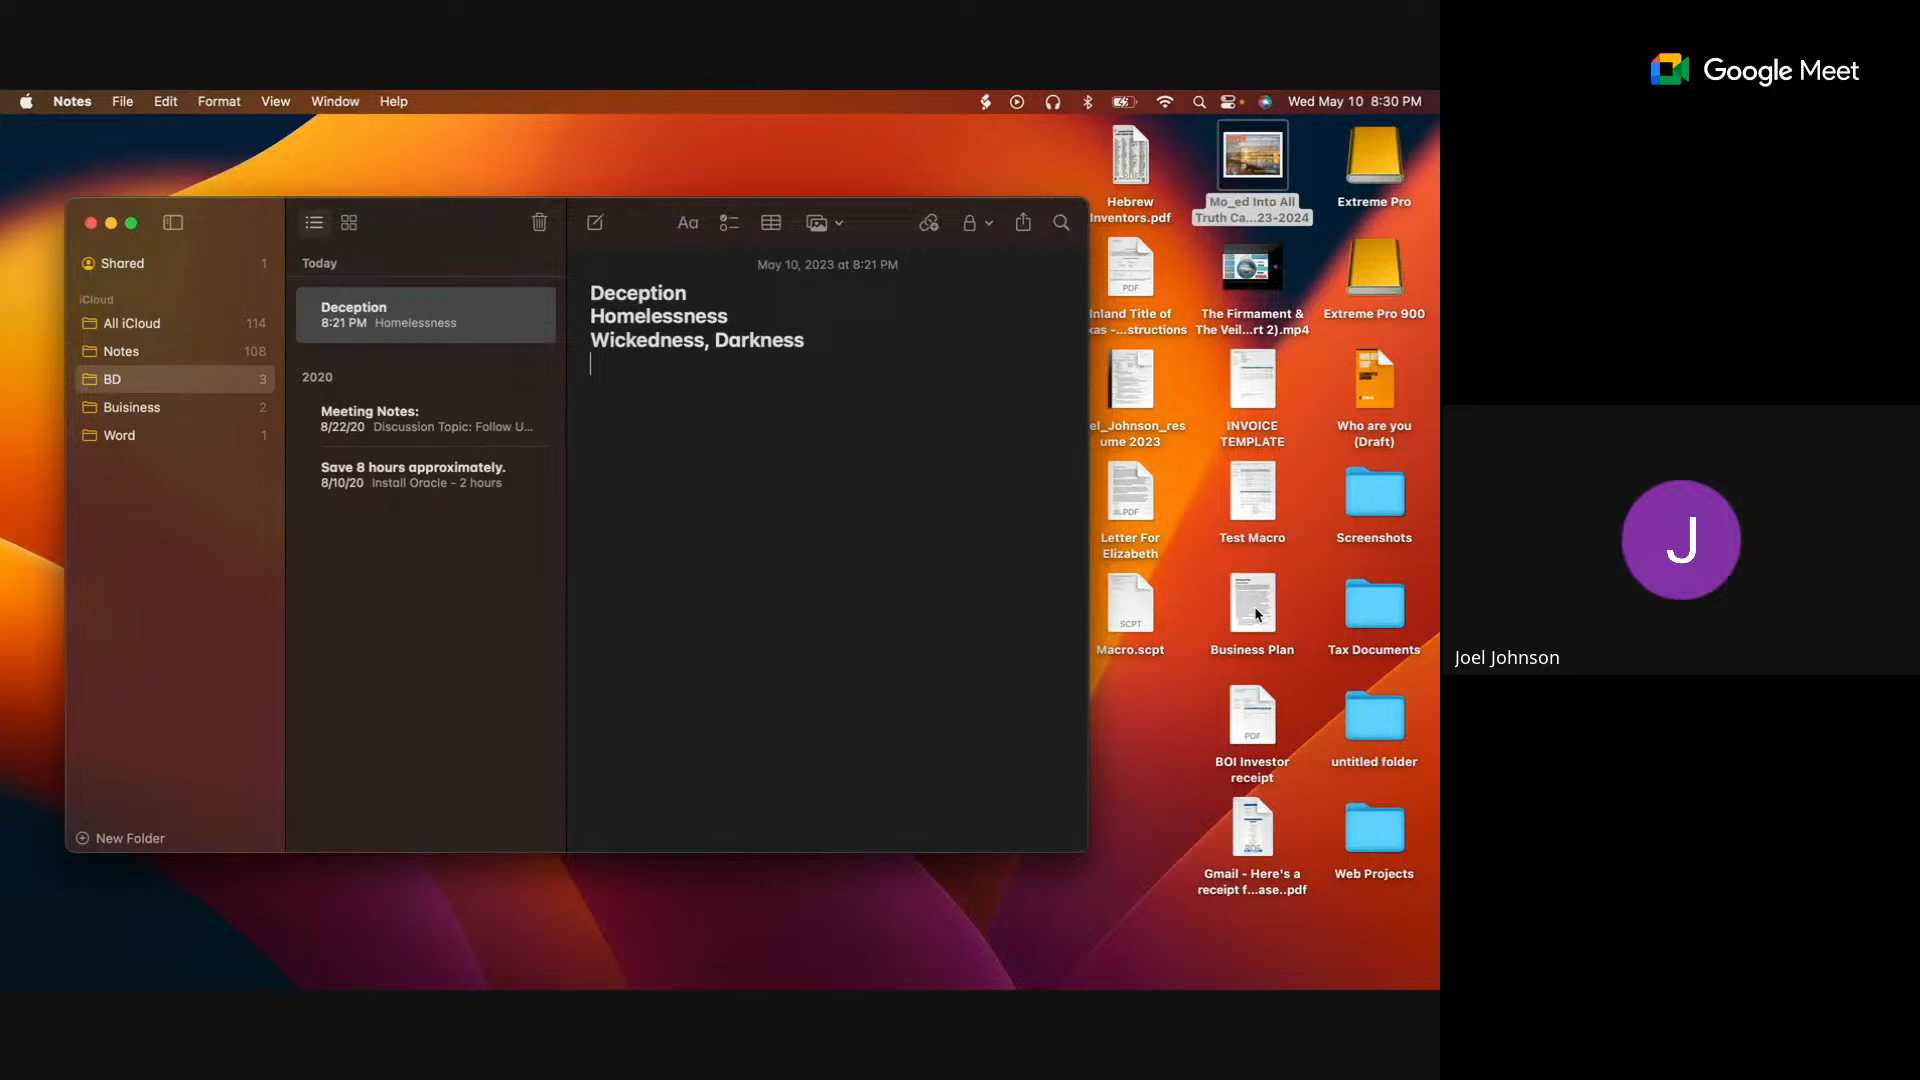 Google Meet
Notes File Edit Format View Window Help
Wed May 10 8:30 PM
Shared 1
iCloud
All iCloud 114
Notes 108
BD 3
Buisiness 2
Word 1
New Folder
Today
Deception
8:21 PM Homelessness
2020
Meeting Notes:
8/22/20 Discussion Topic: Follow U...
Save 8 hours approximately.
8/10/20 Install Oracle - 2 hours
Aa
May 10, 2023 at 8:21 PM
Deception
Homelessness
Wickedness, Darkness
Hebrew
Inventors.pdf
Mo_ed Into All
Truth Ca...23-2024
Extreme Pro
PDF
Inland Title of
kas -...structions
The Firmament &
The Veil...rt 2).mp4
Extreme Pro 900
el_Johnson_res
ume 2023
INVOICE
TEMPLATE
Who are you
(Draft)
PDF
Letter For
Elizabeth
Test Macro
Screenshots
SCPT
Macro.scpt
Business Plan
Tax Documents
PDF
BOI Investor
receipt
untitled folder
PDF
Gmail - Here's a
receipt f...ase..pdf
Web Projects
J
Joel Johnson